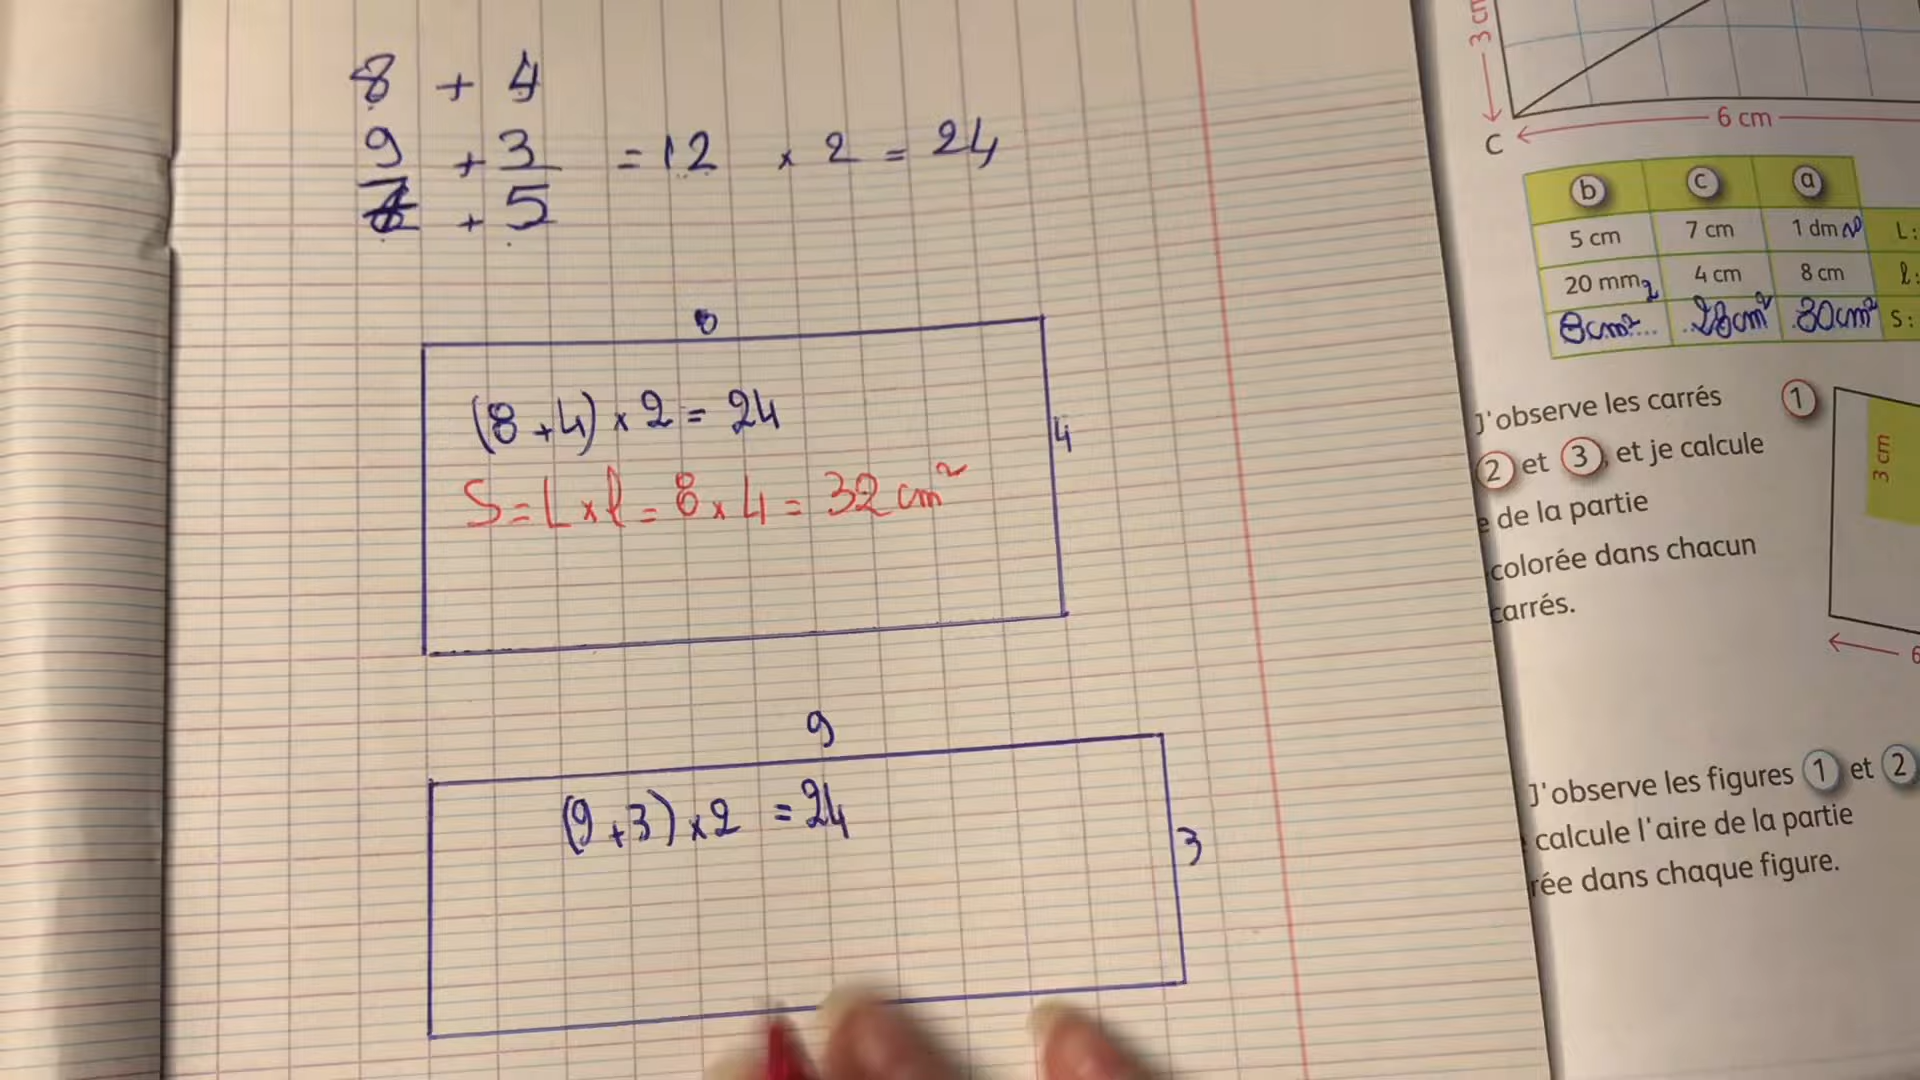 8 + 4
9 + 3 = 12 × 2 = 24
+ 5
8
(8 + 4) × 2 = 24
4
S = L × l = 8 × 4 = 32 cm²
9
(9 + 3) × 2 = 24
3
3 cm
C
6 cm
b c a
5 cm 7 cm 1 dm L :
20 mm 4 cm 8 cm l :
8cm²... .28cm² .80cm² S :
J'observe les carrés 1
2 et 3, et je calcule
3 cm
e de la partie
colorée dans chacun
carrés.
6
J'observe les figures 1 et 2
calcule l'aire de la partie
rée dans chaque figure.